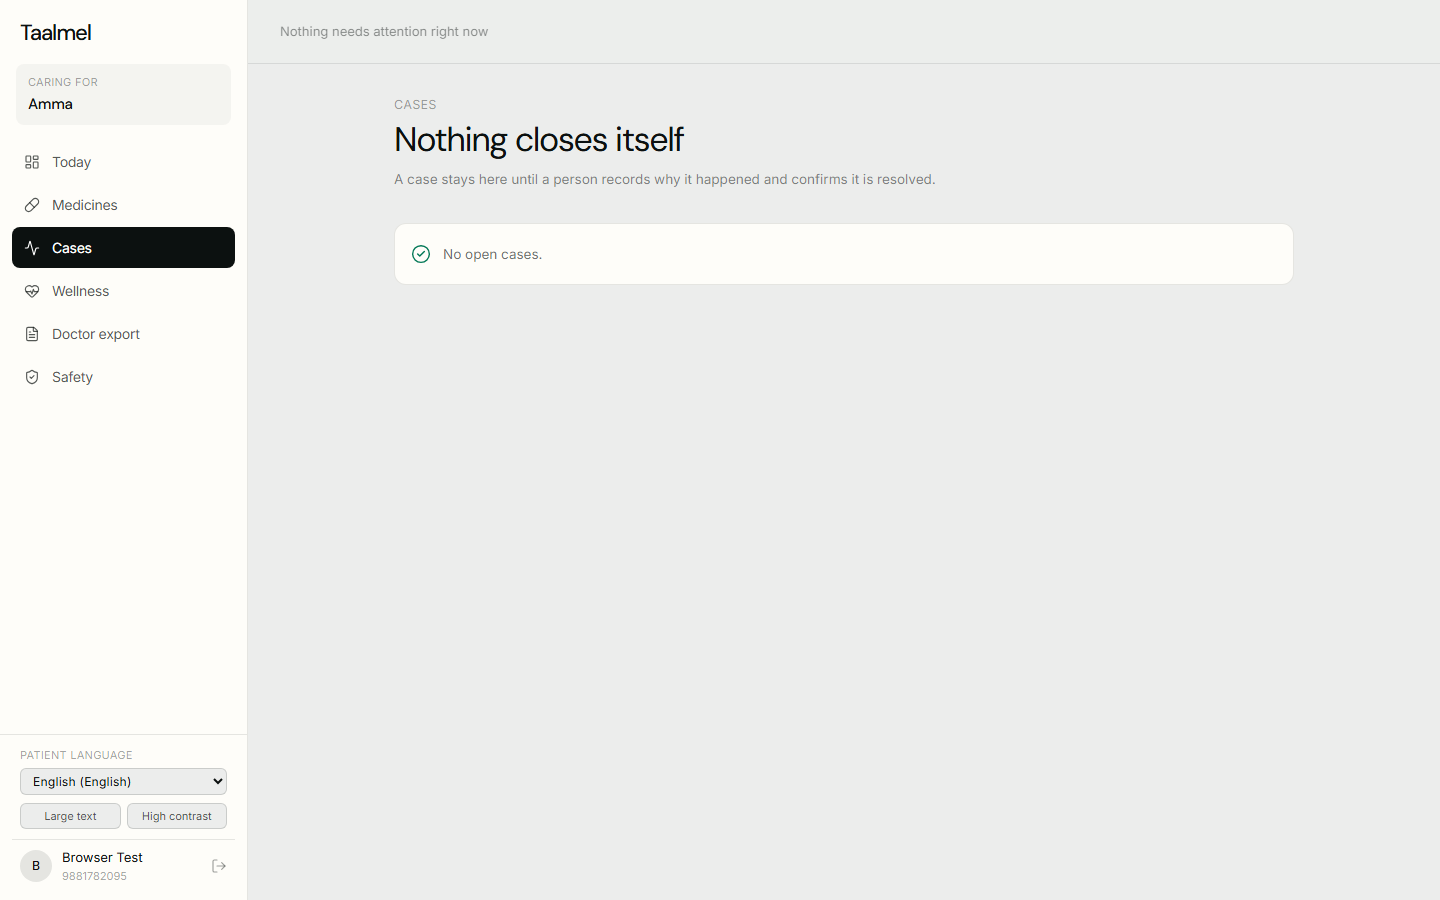 Taalmel
CARING FOR
Amma
Today
Medicines
Cases
Wellness
Doctor export
Safety
PATIENT LANGUAGE
English (English)
Large text
High contrast
B
Browser Test
9881782095
Nothing needs attention right now
CASES
Nothing closes itself
A case stays here until a person records why it happened and confirms it is resolved.
No open cases.